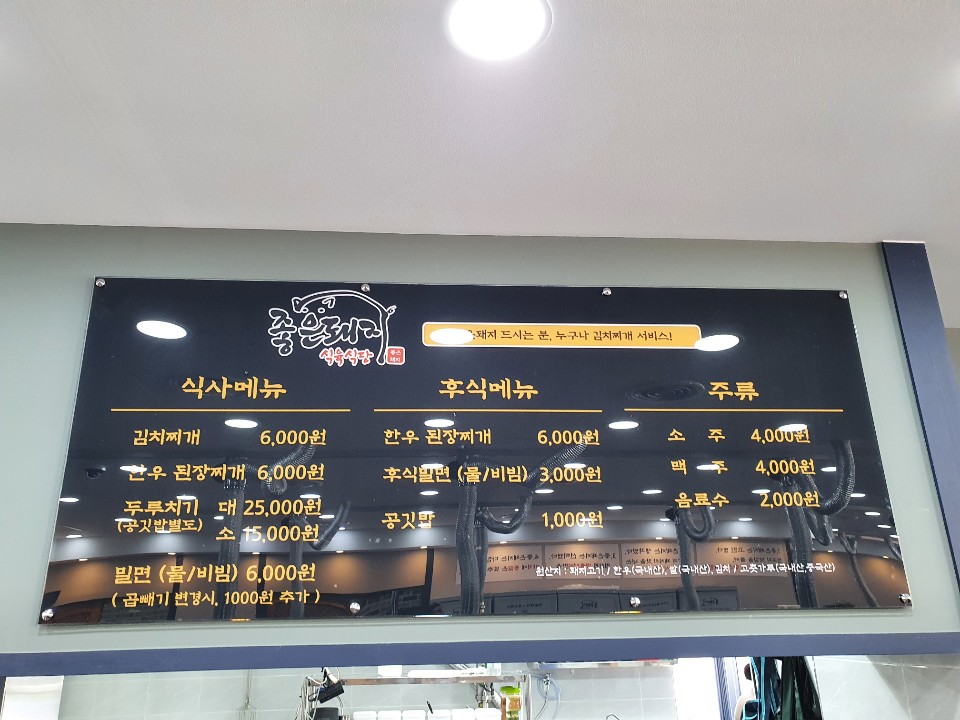 좋은돼지
식육식당
좋은
돼지
돼지 드시는 분, 누구나 김치찌개 서비스!
식사메뉴
김치찌개 6,000원
한우 된장찌개 6,000원
두루치기 대 25,000원
(공깃밥별도) 소 15,000원
밀면 (물/비빔) 6,000원
( 곱빼기 변경시, 1000원 추가 )
후식메뉴
한우 된장찌개 6,000원
후식밀면 (물/비빔) 3,000원
공깃밥 1,000원
주류
소 주 4,000원
맥 주 4,000원
음료수 2,000원
원산지 : 돼지고기 / 한우(국내산), 쌀(국내산), 김치 / 고춧가루(국내산,중국산)